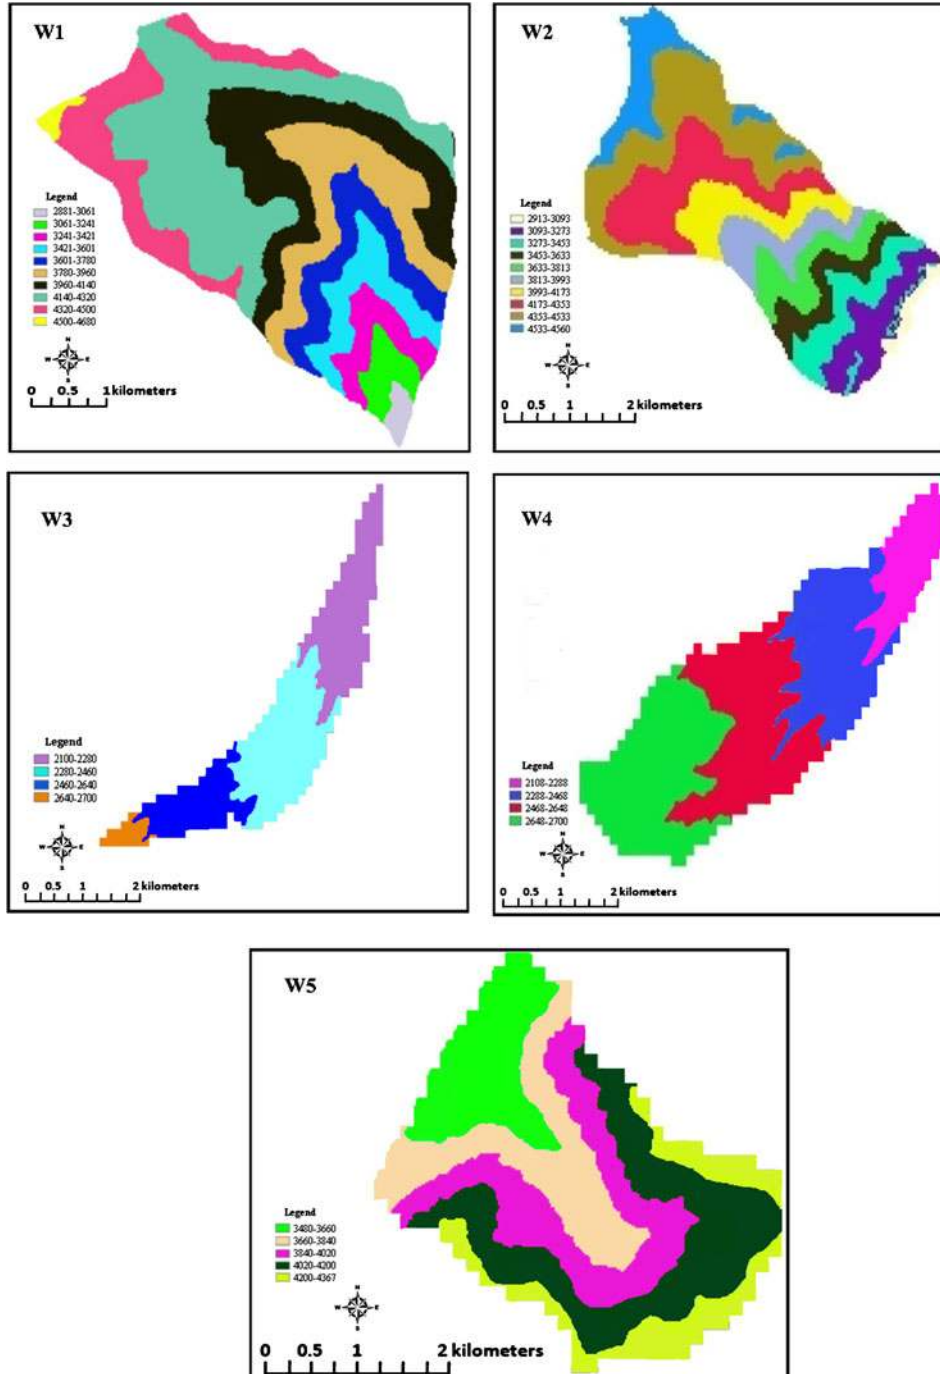 W1
Legend
2881-3061
3061-3241
3241-3421
3421-3601
3601-3780
3780-3960
3960-4140
4140-4320
4320-4500
4500-4680
N
W E
S
0 0.5 1 kilometers
W2
Legend
2913-3093
3093-3273
3273-3453
3453-3633
3633-3813
3813-3993
3993-4173
4173-4353
4353-4533
4533-4560
N
W E
S
0 0.5 1 2 kilometers
W3
Legend
2100-2280
2280-2460
2460-2640
2640-2700
N
W E
S
0 0.5 1 2 kilometers
W4
Legend
2108-2288
2288-2468
2468-2648
2648-2700
N
W E
S
0 0.5 1 2 kilometers
W5
Legend
3480-3660
3660-3840
3840-4020
4020-4200
4200-4367
N
W E
S
0 0.5 1 2 kilometers